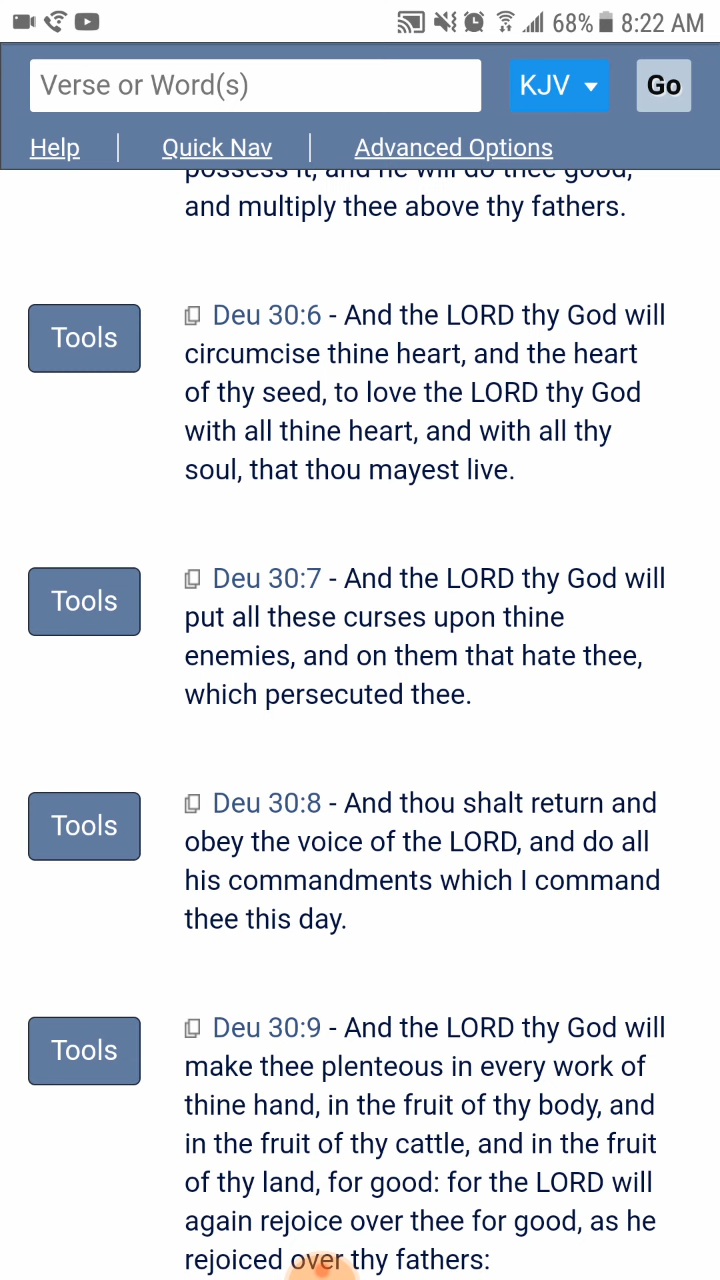 68% 8:22 AM
Verse or Word(s)
KJV
Go
Help
Quick Nav
Advanced Options
possess it, and he will do thee good,
and multiply thee above thy fathers.
Tools
Deu 30:6 - And the LORD thy God will
circumcise thine heart, and the heart
of thy seed, to love the LORD thy God
with all thine heart, and with all thy
soul, that thou mayest live.
Tools
Deu 30:7 - And the LORD thy God will
put all these curses upon thine
enemies, and on them that hate thee,
which persecuted thee.
Tools
Deu 30:8 - And thou shalt return and
obey the voice of the LORD, and do all
his commandments which I command
thee this day.
Tools
Deu 30:9 - And the LORD thy God will
make thee plenteous in every work of
thine hand, in the fruit of thy body, and
in the fruit of thy cattle, and in the fruit
of thy land, for good: for the LORD will
again rejoice over thee for good, as he
rejoiced over thy fathers: